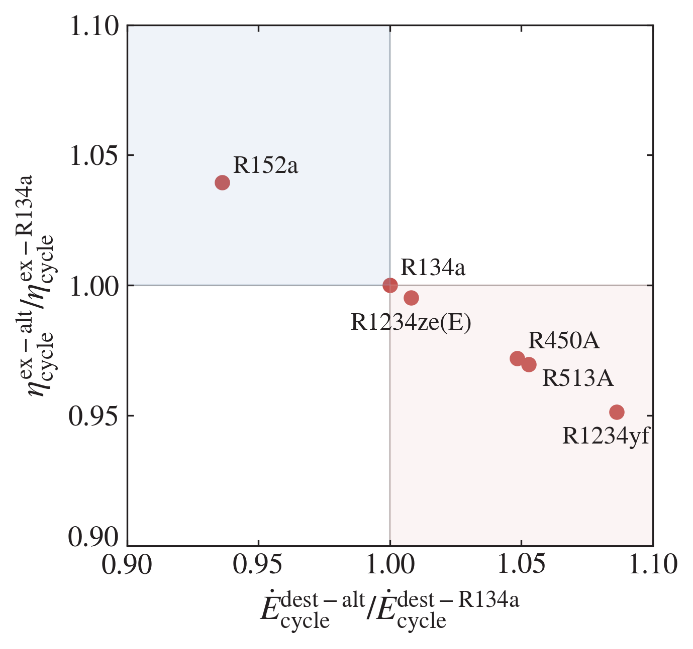 1.10
1.05
1.00
0.95
0.90
η_cycle^ex−alt/η_cycle^ex−R134a
R152a
R134a
R1234ze(E)
R450A
R513A
R1234yf
0.90 0.95 1.00 1.05 1.10
Ė_cycle^dest−alt/Ė_cycle^dest−R134a